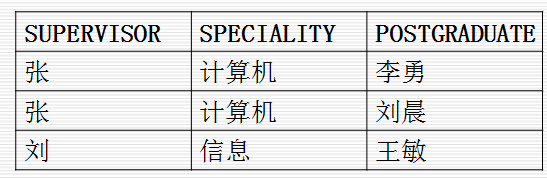 SUPERVISOR SPECIALITY POSTGRADUATE
张 计算机 李勇
张 计算机 刘晨
刘 信息 王敏